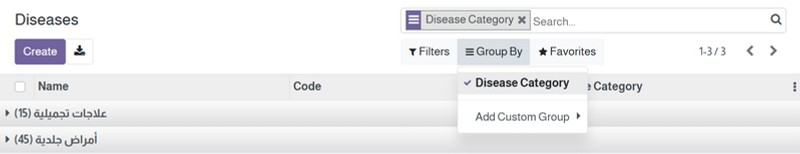 Diseases
Disease Category ✖ Search...
Create
Filters Group By Favorites 1-3 / 3
Name Code e Category
Disease Category
Add Custom Group
علاجات تجميلية (15)
أمراض جلدية (45)